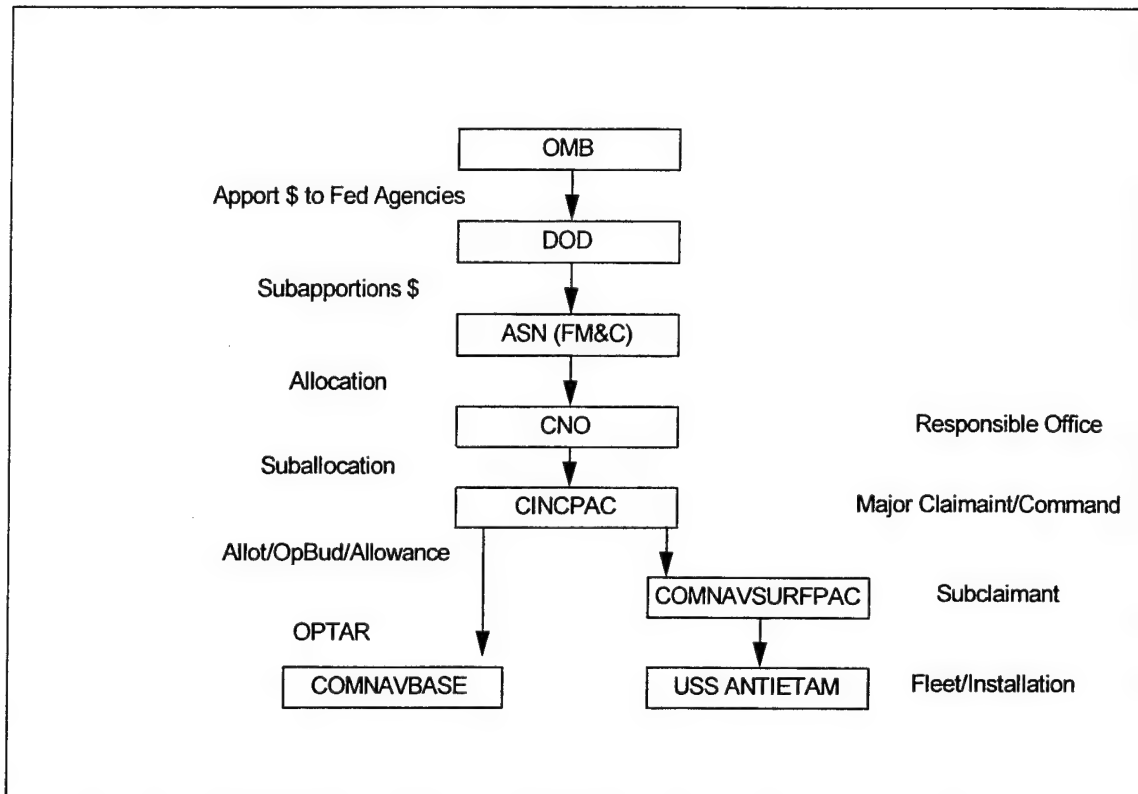 OMB
Apport $ to Fed Agencies
DOD
Subapportions $
ASN (FM&C)
Allocation
CNO
Responsible Office
Suballocation
CINCPAC
Major Claimaint/Command
Allot/OpBud/Allowance
COMNAVSURFPAC
Subclaimant
OPTAR
COMNAVBASE
USS ANTIETAM
Fleet/Installation